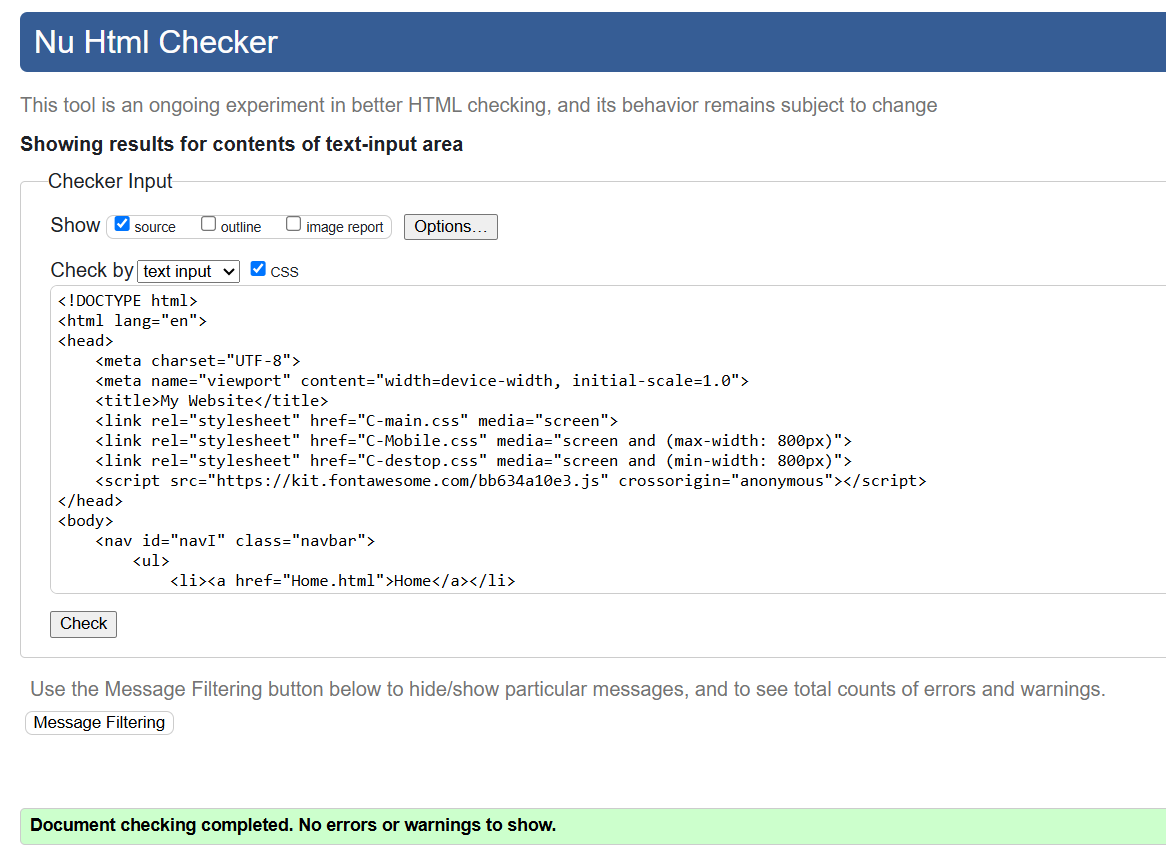 Nu Html Checker
This tool is an ongoing experiment in better HTML checking, and its behavior remains subject to change
Showing results for contents of text-input area
Checker Input
Show source outline image report Options...
Check by text input CSS
<!DOCTYPE html>
<html lang="en">
<head>
    <meta charset="UTF-8">
    <meta name="viewport" content="width=device-width, initial-scale=1.0">
    <title>My Website</title>
    <link rel="stylesheet" href="C-main.css" media="screen">
    <link rel="stylesheet" href="C-Mobile.css" media="screen and (max-width: 800px)">
    <link rel="stylesheet" href="C-destop.css" media="screen and (min-width: 800px)">
    <script src="https://kit.fontawesome.com/bb634a10e3.js" crossorigin="anonymous"></script>
</head>
<body>
    <nav id="navI" class="navbar">
        <ul>
            <li><a href="Home.html">Home</a></li>
Check
Use the Message Filtering button below to hide/show particular messages, and to see total counts of errors and warnings.
Message Filtering
Document checking completed. No errors or warnings to show.